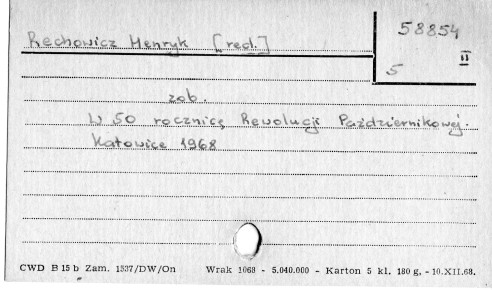 Rechowicz Henryk [red.]
58854
II
5
zob.
W 50 rocznicę Rewolucji Październikowej.
Katowice 1968
CWD B 15 b Zam. 1537/DW/On Wrak 1068 - 5.040.000 - Karton 5 kl. 180 g, - 10.XII.68.